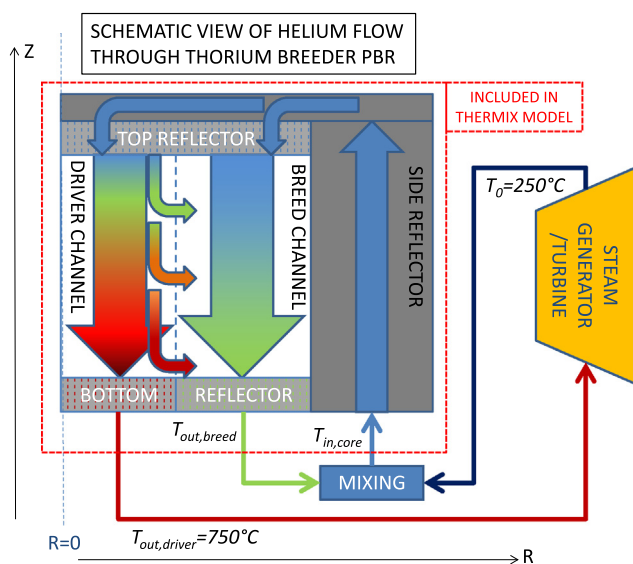 SCHEMATIC VIEW OF HELIUM FLOW
THROUGH THORIUM BREEDER PBR
Z
INCLUDED IN
THERMIX MODEL
TOP REFLECTOR
DRIVER CHANNEL
BREED CHANNEL
SIDE REFLECTOR
T0=250°C
STEAM
GENERATOR
/TURBINE
BOTTOM
REFLECTOR
Tout,breed
Tin,core
MIXING
R=0
Tout,driver=750°C
R